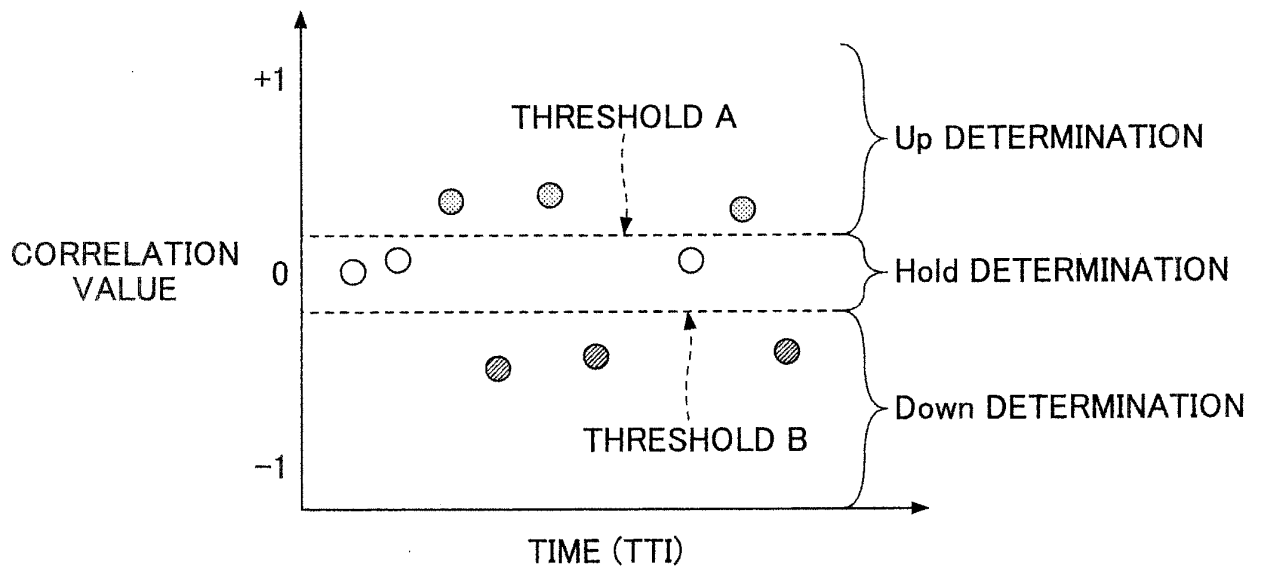 +1
THRESHOLD A
Up DETERMINATION
CORRELATION
VALUE
0
Hold DETERMINATION
Down DETERMINATION
THRESHOLD B
−1
TIME (TTI)